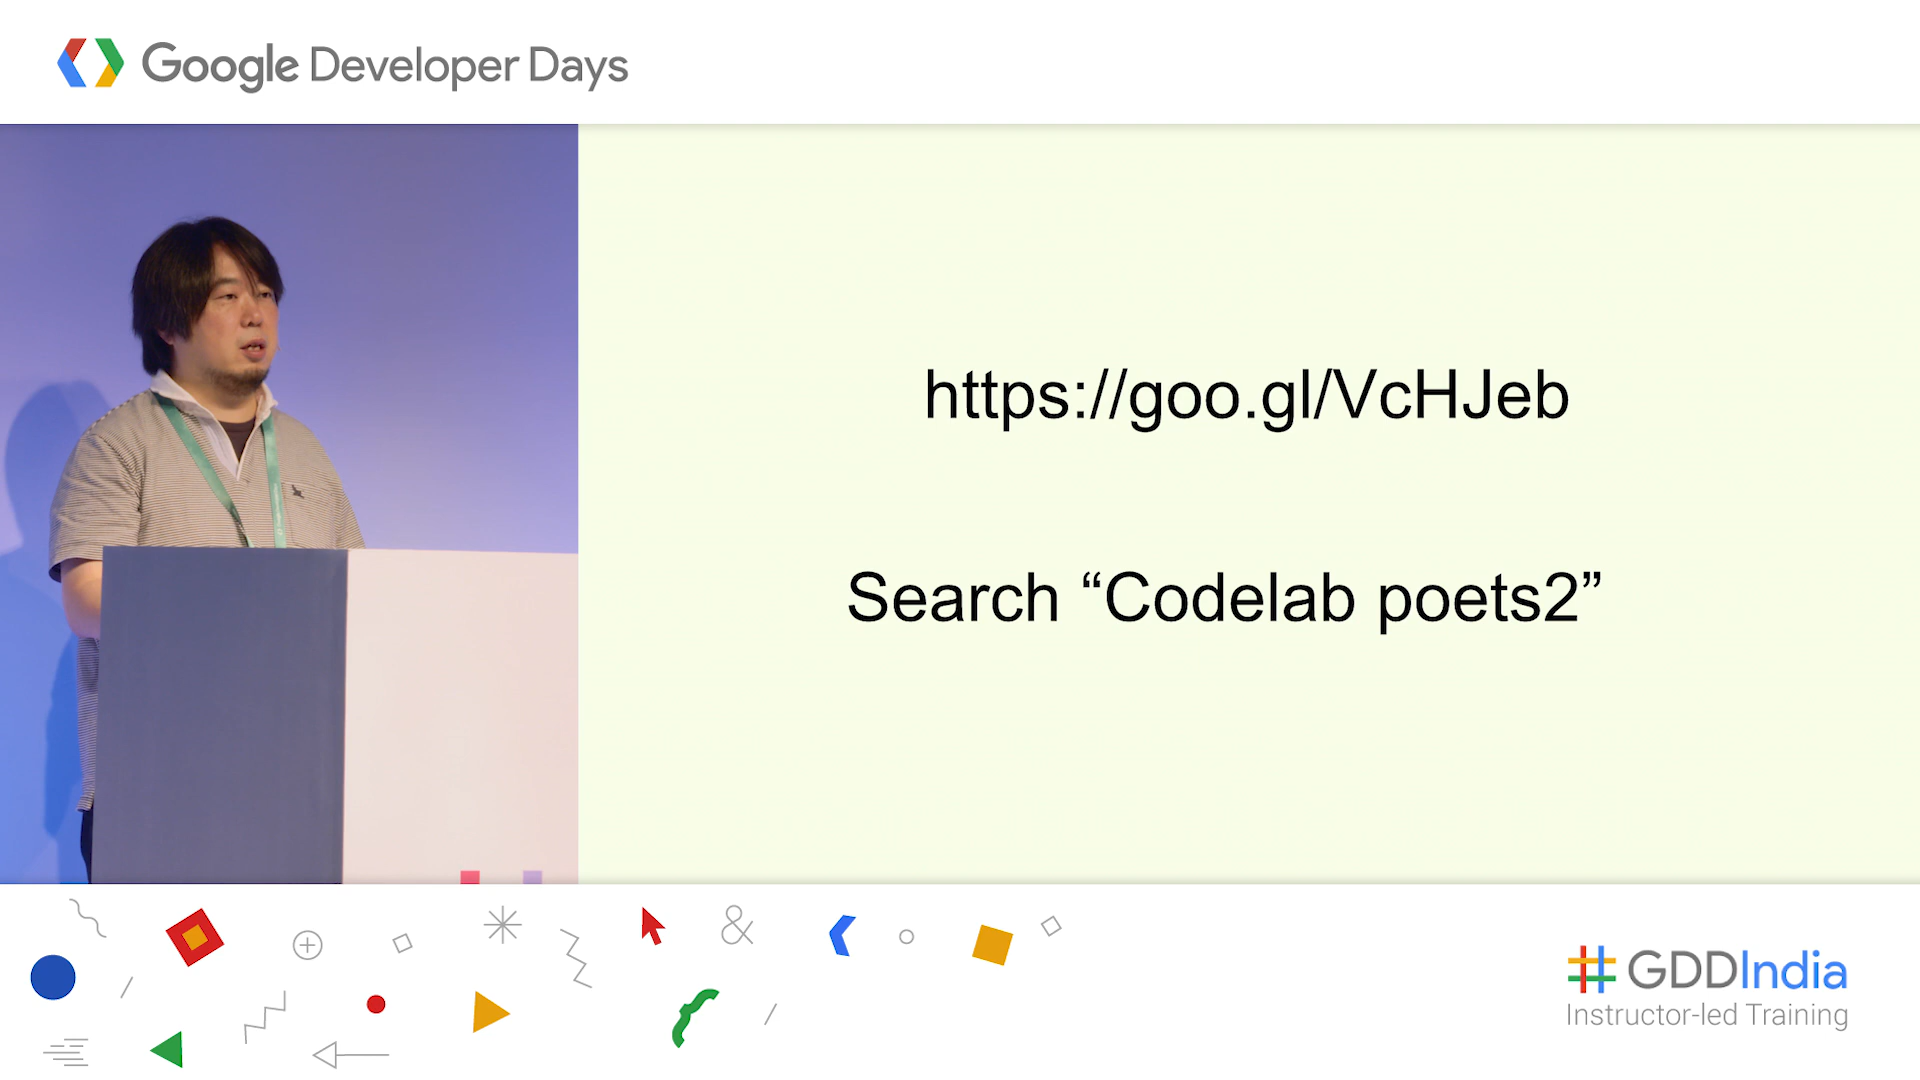 Google Developer Days
https://goo.gl/VcHJeb
Search “Codelab poets2”
#GDDIndia
Instructor-led Training